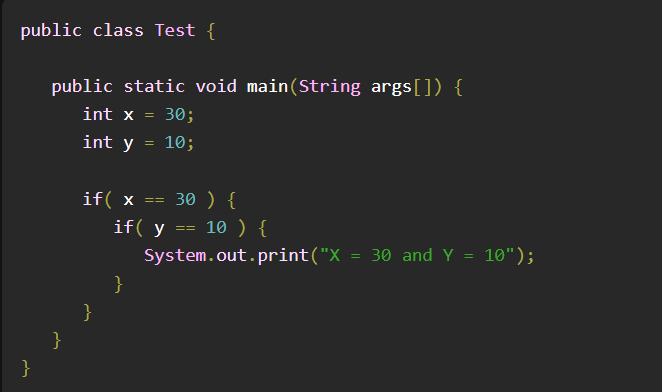 public class Test {
public static void main(String args[]) {
int x = 30;
int y = 10;
if( x == 30 ) {
if( y == 10 ) {
System.out.print("X = 30 and Y = 10");
}
}
}
}